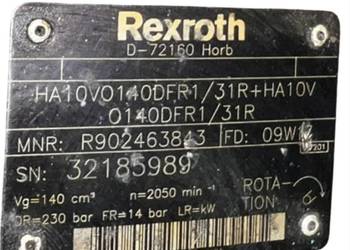 Rexroth
D-72160 Horb
HA10VO140DFR1/31R+HA10V
O140DFR1/31R
MNR: R902463843 FD: 09W
7201
SN: 32185989
Vg=140 cm³ n=2050 min⁻¹ ROTA-
TION
DR=230 bar FR=14 bar LR=kW